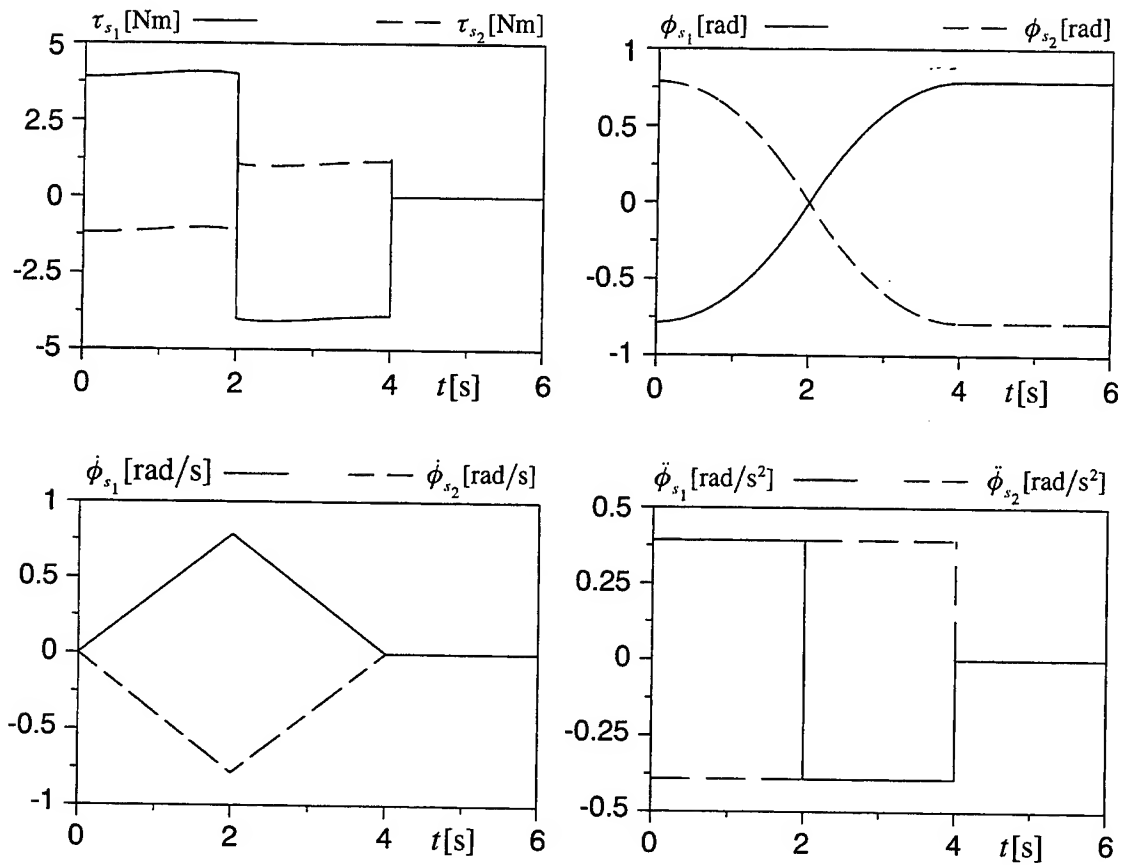 τs₁[Nm] τs₂[Nm]
5
2.5
0
-2.5
-5
0 2 4 t[s] 6
ϕs₁[rad] ϕs₂[rad]
1
0.5
0
-0.5
-1
0 2 4 t[s] 6
ϕ̇s₁[rad/s] ϕ̇s₂[rad/s]
1
0.5
0
-0.5
-1
0 2 4 t[s] 6
ϕ̈s₁[rad/s²] ϕ̈s₂[rad/s²]
0.5
0.25
0
-0.25
-0.5
0 2 4 t[s] 6